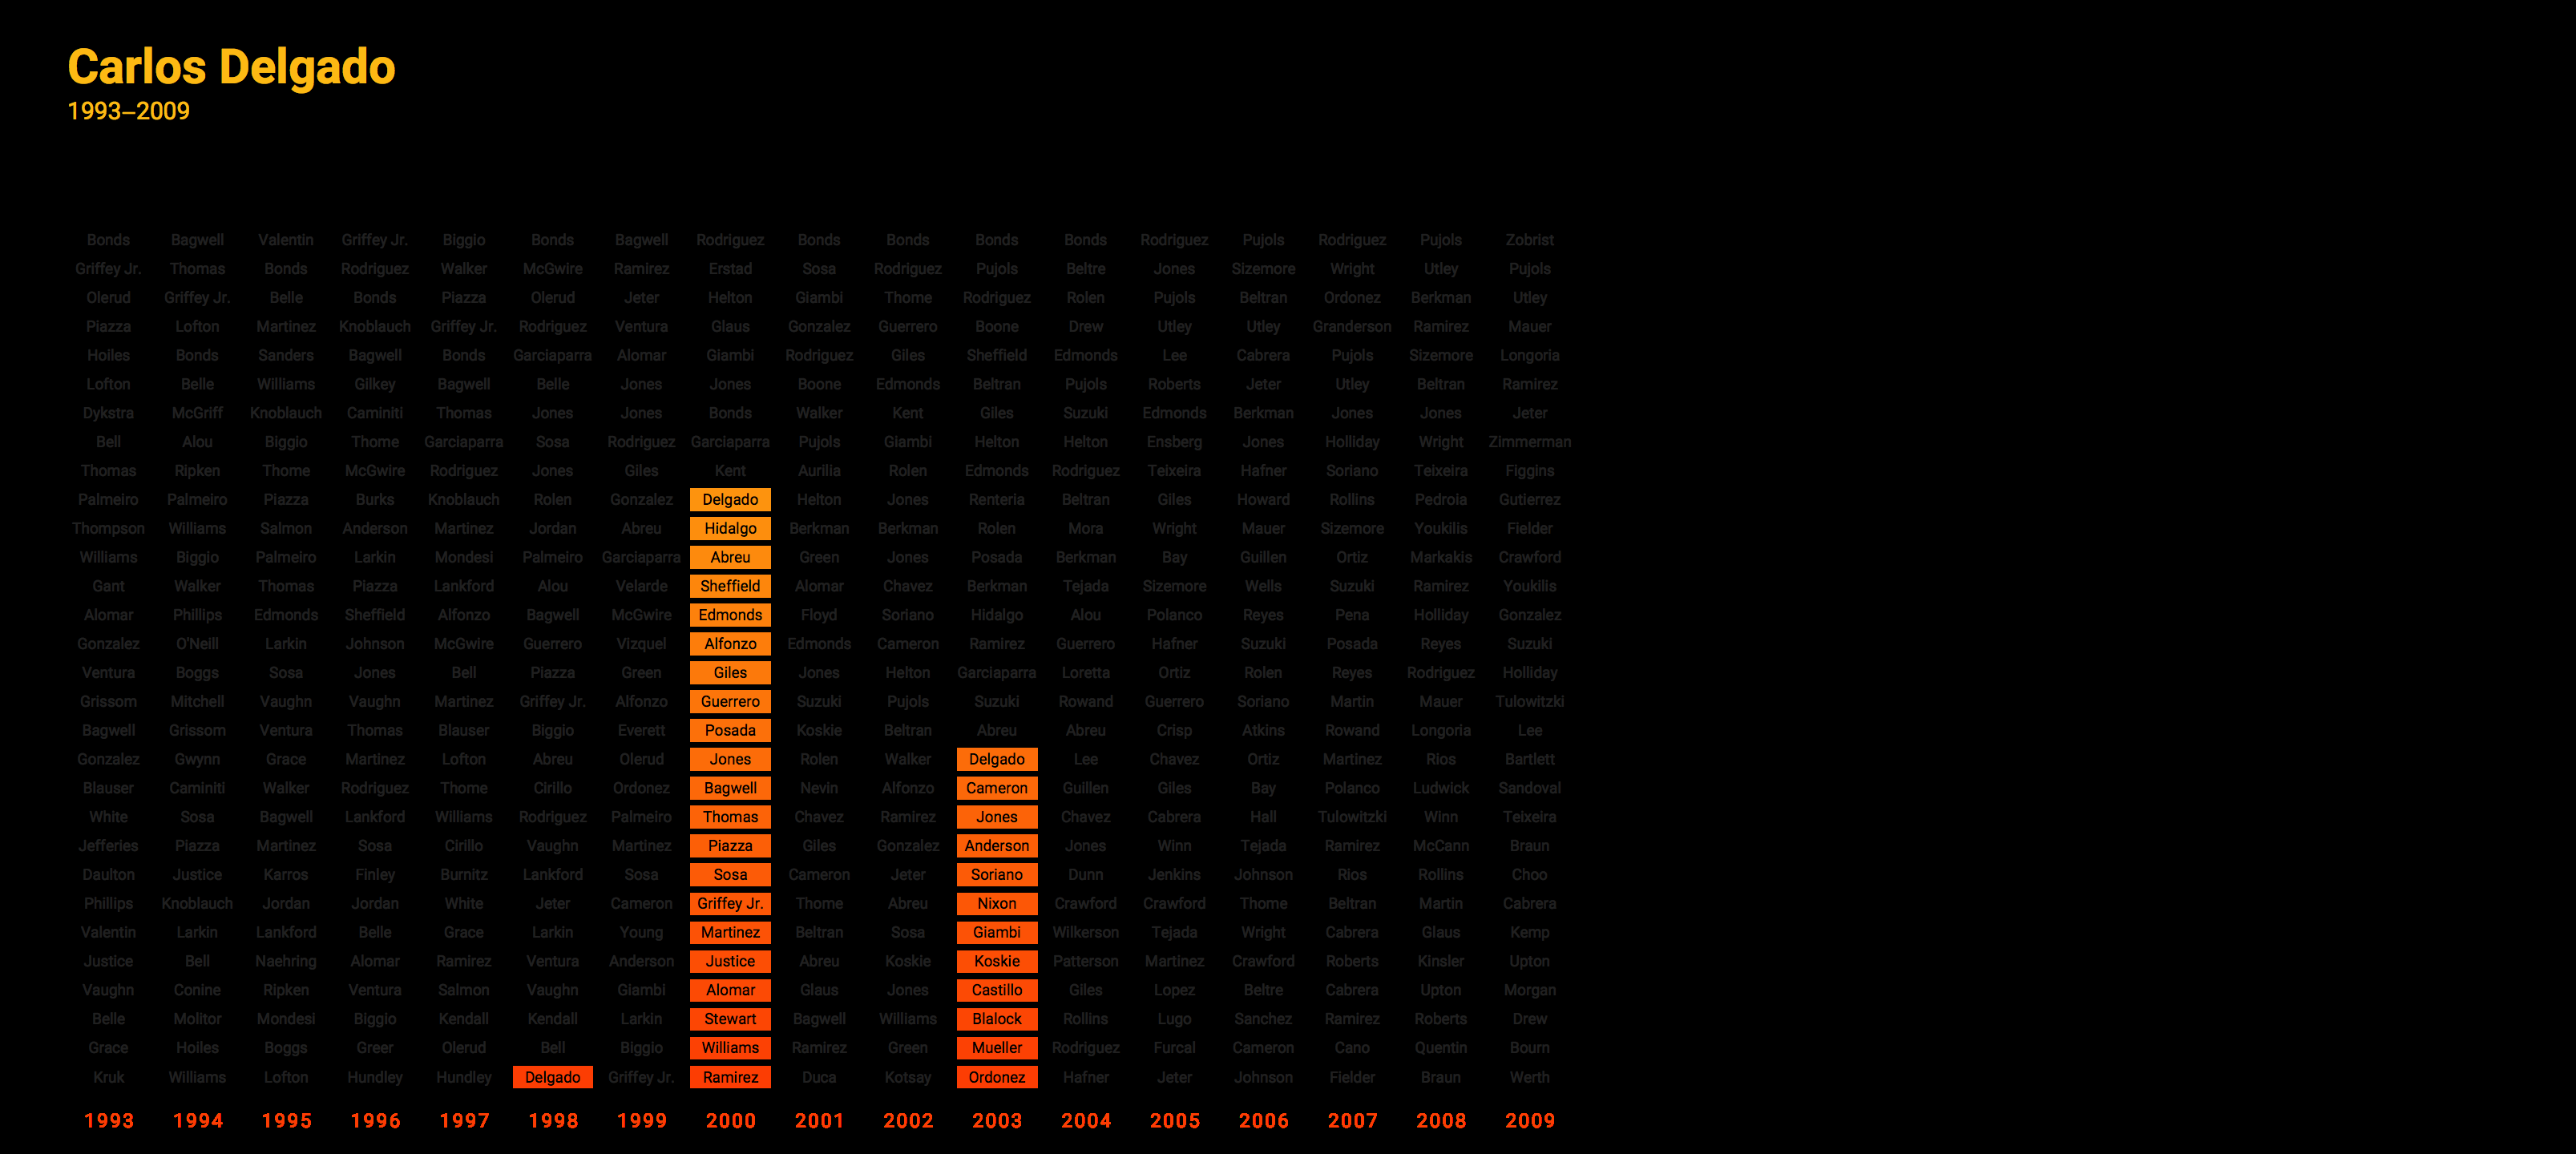 Carlos Delgado
1993–2009
Bonds Bagwell Valentin Griffey Jr. Biggio Bonds Bagwell Rodriguez Bonds Bonds Bonds Bonds Rodriguez Pujols Rodriguez Pujols Zobrist
Griffey Jr. Thomas Bonds Rodriguez Walker McGwire Ramirez Erstad Sosa Rodriguez Pujols Beltre Jones Sizemore Wright Utley Pujols
Olerud Griffey Jr. Belle Bonds Piazza Olerud Jeter Helton Giambi Thome Rodriguez Rolen Pujols Beltran Ordonez Berkman Utley
Piazza Lofton Martinez Knoblauch Griffey Jr. Rodriguez Ventura Glaus Gonzalez Guerrero Boone Drew Utley Utley Granderson Ramirez Mauer
Hoiles Bonds Sanders Bagwell Bonds Garciaparra Alomar Giambi Rodriguez Giles Sheffield Edmonds Lee Cabrera Pujols Sizemore Longoria
Lofton Belle Williams Gilkey Bagwell Belle Jones Jones Boone Edmonds Beltran Pujols Roberts Jeter Utley Beltran Ramirez
Dykstra McGriff Knoblauch Caminiti Thomas Jones Jones Bonds Walker Kent Giles Suzuki Edmonds Berkman Jones Jones Jeter
Bell Alou Biggio Thome Garciaparra Sosa Rodriguez Garciaparra Pujols Giambi Helton Helton Ensberg Jones Holliday Wright Zimmerman
Thomas Ripken Thome McGwire Rodriguez Jones Giles Kent Aurilia Rolen Edmonds Rodriguez Teixeira Hafner Soriano Teixeira Figgins
Palmeiro Palmeiro Piazza Burks Knoblauch Rolen Gonzalez Delgado Helton Jones Renteria Beltran Giles Howard Rollins Pedroia Gutierrez
Thompson Williams Salmon Anderson Martinez Jordan Abreu Hidalgo Berkman Berkman Rolen Mora Wright Mauer Sizemore Youkilis Fielder
Williams Biggio Palmeiro Larkin Mondesi Palmeiro Garciaparra Abreu Green Jones Posada Berkman Bay Guillen Ortiz Markakis Crawford
Gant Walker Thomas Piazza Lankford Alou Velarde Sheffield Alomar Chavez Berkman Tejada Sizemore Wells Suzuki Ramirez Youkilis
Alomar Phillips Edmonds Sheffield Alfonzo Bagwell McGwire Edmonds Floyd Soriano Hidalgo Alou Polanco Reyes Pena Holliday Gonzalez
Gonzalez O'Neill Larkin Johnson McGwire Guerrero Vizquel Alfonzo Edmonds Cameron Ramirez Guerrero Hafner Suzuki Posada Reyes Suzuki
Ventura Boggs Sosa Jones Bell Piazza Green Giles Jones Helton Garciaparra Loretta Ortiz Rolen Reyes Rodriguez Holliday
Grissom Mitchell Vaughn Vaughn Martinez Griffey Jr. Alfonzo Guerrero Suzuki Pujols Suzuki Rowand Guerrero Soriano Martin Mauer Tulowitzki
Bagwell Grissom Ventura Thomas Blauser Biggio Everett Posada Koskie Beltran Abreu Abreu Crisp Atkins Rowand Longoria Lee
Gonzalez Gwynn Grace Martinez Lofton Abreu Olerud Jones Rolen Walker Delgado Lee Chavez Ortiz Martinez Rios Bartlett
Blauser Caminiti Walker Rodriguez Thome Cirillo Ordonez Bagwell Nevin Alfonzo Cameron Guillen Giles Bay Polanco Ludwick Sandoval
White Sosa Bagwell Lankford Williams Rodriguez Palmeiro Thomas Chavez Ramirez Jones Chavez Cabrera Hall Tulowitzki Winn Teixeira
Jefferies Piazza Martinez Sosa Cirillo Vaughn Martinez Piazza Giles Gonzalez Anderson Jones Winn Tejada Ramirez McCann Braun
Daulton Justice Karros Finley Burnitz Lankford Sosa Sosa Cameron Jeter Soriano Dunn Jenkins Johnson Rios Rollins Choo
Phillips Knoblauch Jordan Jordan White Jeter Cameron Griffey Jr. Thome Abreu Nixon Crawford Crawford Thome Beltran Martin Cabrera
Valentin Larkin Lankford Belle Grace Larkin Young Martinez Beltran Sosa Giambi Wilkerson Tejada Wright Cabrera Glaus Kemp
Justice Bell Naehring Alomar Ramirez Ventura Anderson Justice Abreu Koskie Koskie Patterson Martinez Crawford Roberts Kinsler Upton
Vaughn Conine Ripken Ventura Salmon Vaughn Giambi Alomar Glaus Jones Castillo Giles Lopez Beltre Cabrera Upton Morgan
Belle Molitor Mondesi Biggio Kendall Kendall Larkin Stewart Bagwell Williams Blalock Rollins Lugo Sanchez Ramirez Roberts Drew
Grace Hoiles Boggs Greer Olerud Bell Biggio Williams Ramirez Green Mueller Rodriguez Furcal Cameron Cano Quentin Bourn
Kruk Williams Lofton Hundley Hundley Delgado Griffey Jr. Ramirez Duca Kotsay Ordonez Hafner Jeter Johnson Fielder Braun Werth
1993 1994 1995 1996 1997 1998 1999 2000 2001 2002 2003 2004 2005 2006 2007 2008 2009